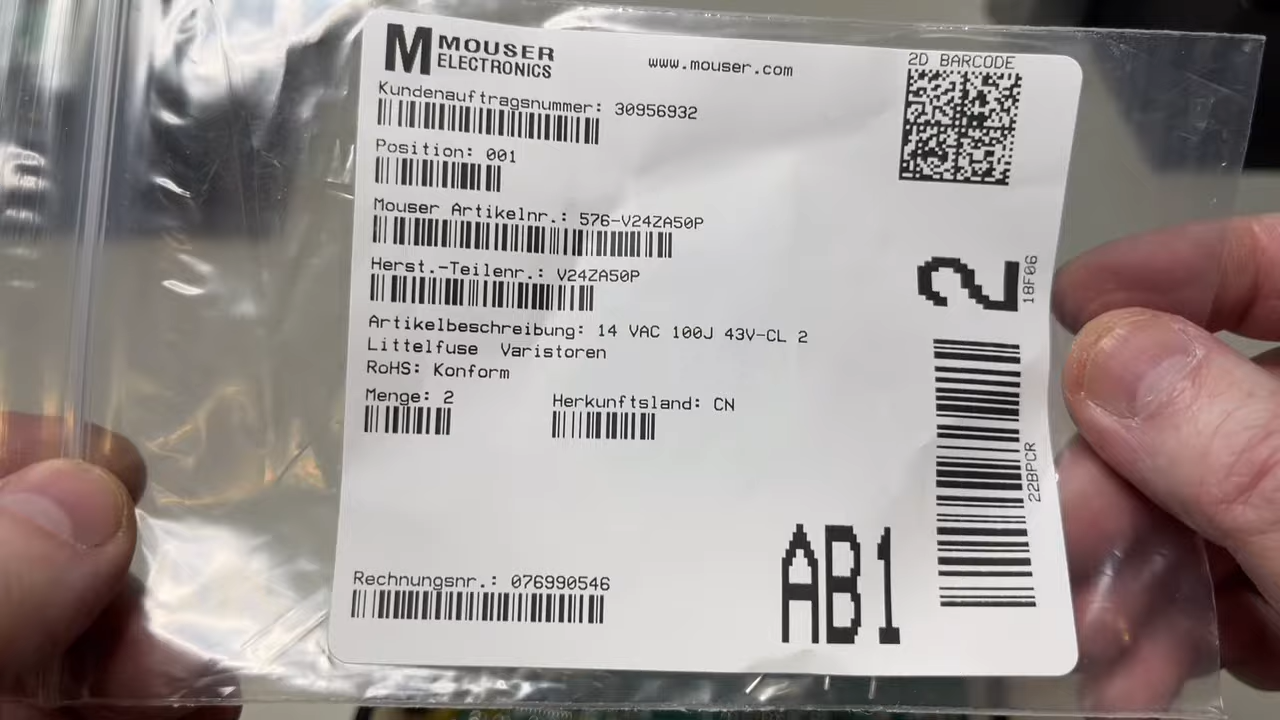 MOUSER
ELECTRONICS
www.mouser.com
2D BARCODE
Kundenauftragsnummer: 30956932
Position: 001
Mouser Artikelnr.: 576-V24ZA50P
Herst.-Teilenr.: V24ZA50P
2
18F06
Artikelbeschreibung: 14 VAC 100J 43V-CL 2
Littelfuse Varistoren
RoHS: Konform
Menge: 2
Herkunftsland: CN
22BPCR
AB1
Rechnungsnr.: 076990546